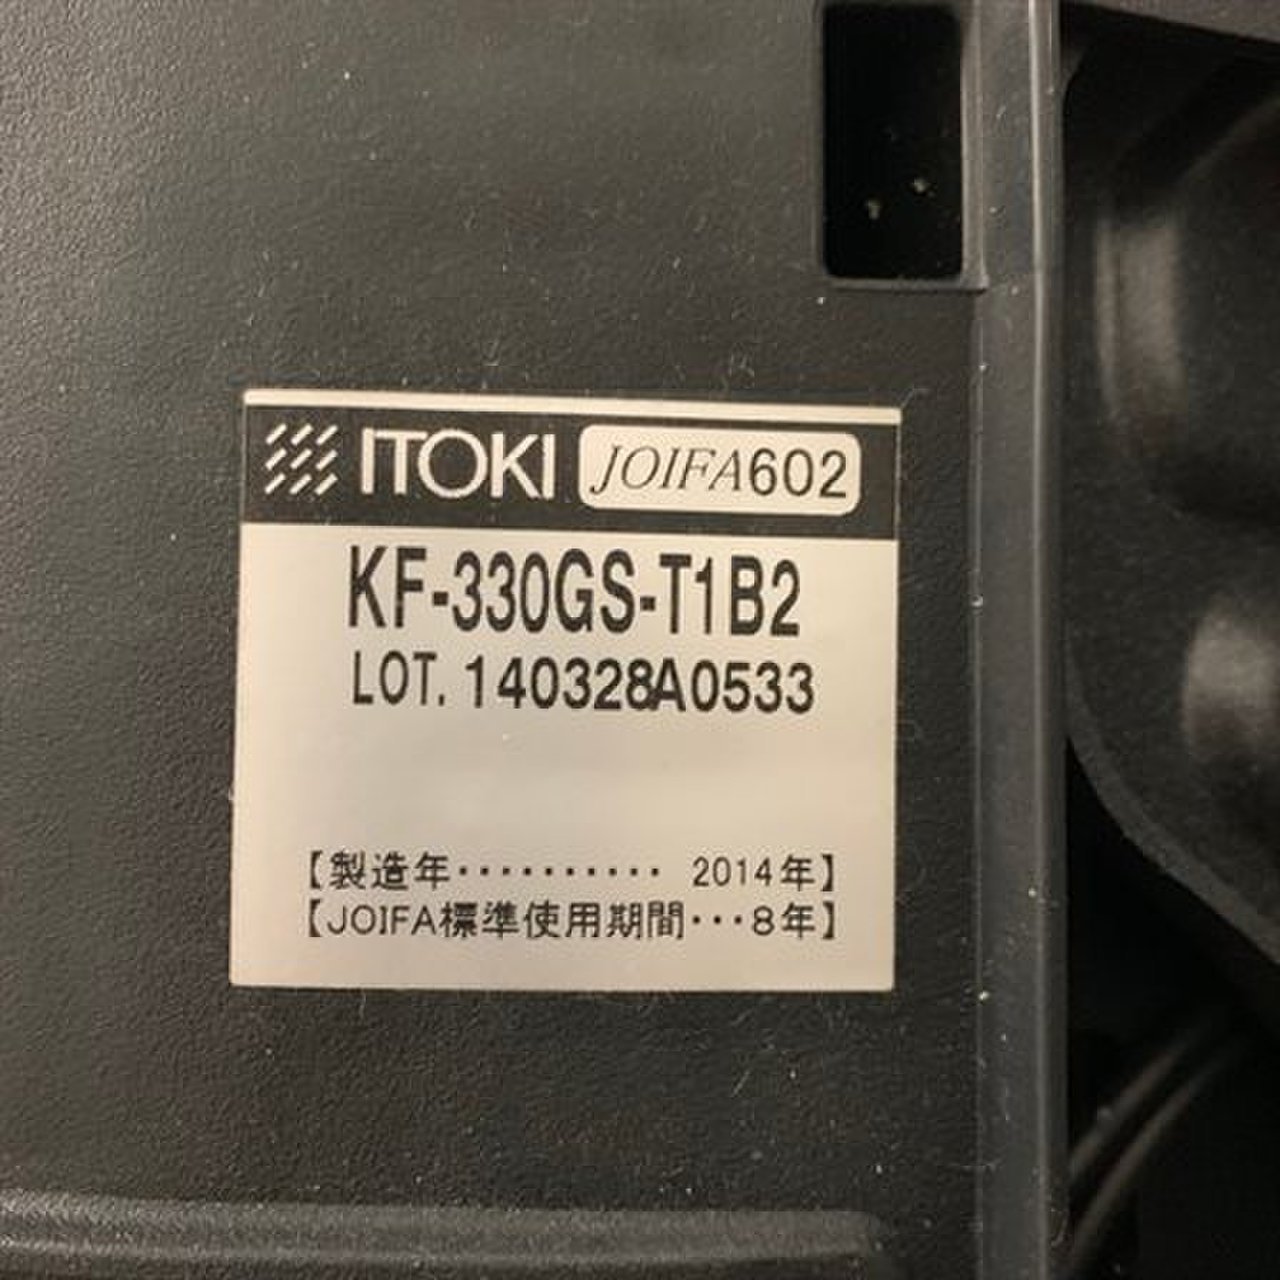 ITOKI JOIFA602
KF-330GS-T1B2
LOT. 140328A0533
【製造年・・・・・・・・・・ 2014年】
【JOIFA標準使用期間・・・8年】